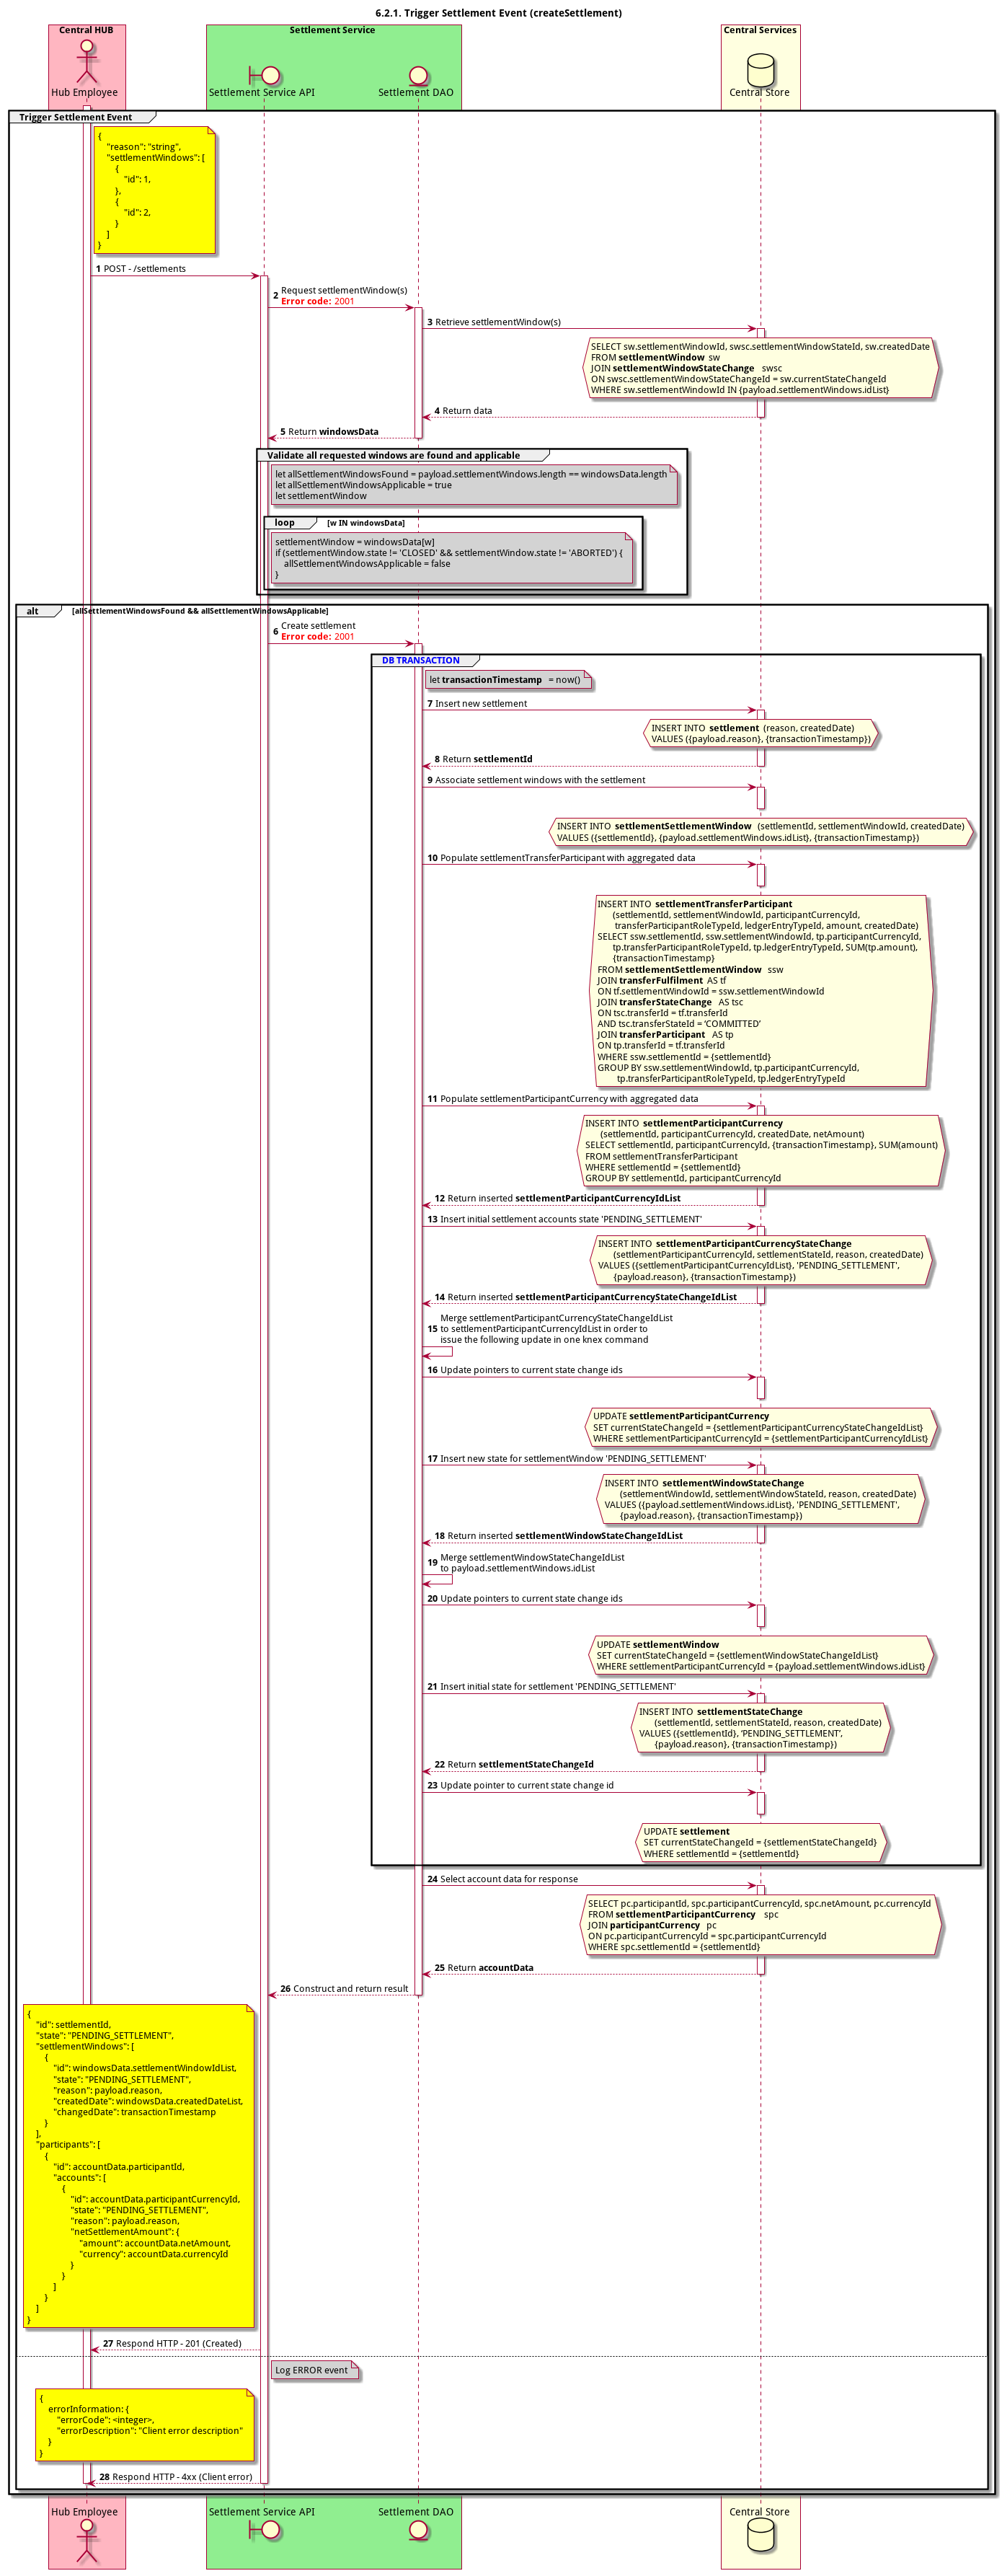 6.2.1. Trigger Settlement Event (createSettlement)
Central HUB
Settlement Service
Central Services
Hub Employee
Settlement Service API
Settlement DAO
Central Store
Trigger Settlement Event
{
"reason": "string",
"settlementWindows": [
{
"id": 1,
},
{
"id": 2,
}
]
}
1 POST - /settlements
2 Request settlementWindow(s)
Error code: 2001
3 Retrieve settlementWindow(s)
SELECT sw.settlementWindowId, swsc.settlementWindowStateId, sw.createdDate
FROM settlementWindow sw
JOIN settlementWindowStateChange swsc
ON swsc.settlementWindowStateChangeId = sw.currentStateChangeId
WHERE sw.settlementWindowId IN {payload.settlementWindows.idList}
4 Return data
5 Return windowsData
Validate all requested windows are found and applicable
let allSettlementWindowsFound = payload.settlementWindows.length == windowsData.length
let allSettlementWindowsApplicable = true
let settlementWindow
loop [w IN windowsData]
settlementWindow = windowsData[w]
if (settlementWindow.state != 'CLOSED' && settlementWindow.state != 'ABORTED') {
allSettlementWindowsApplicable = false
}
alt [allSettlementWindowsFound && allSettlementWindowsApplicable]
6 Create settlement
Error code: 2001
DB TRANSACTION
let transactionTimestamp = now()
7 Insert new settlement
INSERT INTO settlement (reason, createdDate)
VALUES ({payload.reason}, {transactionTimestamp})
8 Return settlementId
9 Associate settlement windows with the settlement
INSERT INTO settlementSettlementWindow (settlementId, settlementWindowId, createdDate)
VALUES ({settlementId}, {payload.settlementWindows.idList}, {transactionTimestamp})
10 Populate settlementTransferParticipant with aggregated data
INSERT INTO settlementTransferParticipant
(settlementId, settlementWindowId, participantCurrencyId,
transferParticipantRoleTypeId, ledgerEntryTypeId, amount, createdDate)
SELECT ssw.settlementId, ssw.settlementWindowId, tp.participantCurrencyId,
tp.transferParticipantRoleTypeId, tp.ledgerEntryTypeId, SUM(tp.amount),
{transactionTimestamp}
FROM settlementSettlementWindow ssw
JOIN transferFulfilment AS tf
ON tf.settlementWindowId = ssw.settlementWindowId
JOIN transferStateChange AS tsc
ON tsc.transferId = tf.transferId
AND tsc.transferStateId = ‘COMMITTED’
JOIN transferParticipant AS tp
ON tp.transferId = tf.transferId
WHERE ssw.settlementId = {settlementId}
GROUP BY ssw.settlementWindowId, tp.participantCurrencyId,
tp.transferParticipantRoleTypeId, tp.ledgerEntryTypeId
11 Populate settlementParticipantCurrency with aggregated data
INSERT INTO settlementParticipantCurrency
(settlementId, participantCurrencyId, createdDate, netAmount)
SELECT settlementId, participantCurrencyId, {transactionTimestamp}, SUM(amount)
FROM settlementTransferParticipant
WHERE settlementId = {settlementId}
GROUP BY settlementId, participantCurrencyId
12 Return inserted settlementParticipantCurrencyIdList
13 Insert initial settlement accounts state 'PENDING_SETTLEMENT'
INSERT INTO settlementParticipantCurrencyStateChange
(settlementParticipantCurrencyId, settlementStateId, reason, createdDate)
VALUES ({settlementParticipantCurrencyIdList}, 'PENDING_SETTLEMENT',
{payload.reason}, {transactionTimestamp})
14 Return inserted settlementParticipantCurrencyStateChangeIdList
15 Merge settlementParticipantCurrencyStateChangeIdList
to settlementParticipantCurrencyIdList in order to
issue the following update in one knex command
16 Update pointers to current state change ids
UPDATE settlementParticipantCurrency
SET currentStateChangeId = {settlementParticipantCurrencyStateChangeIdList}
WHERE settlementParticipantCurrencyId = {settlementParticipantCurrencyIdList}
17 Insert new state for settlementWindow 'PENDING_SETTLEMENT'
INSERT INTO settlementWindowStateChange
(settlementWindowId, settlementWindowStateId, reason, createdDate)
VALUES ({payload.settlementWindows.idList}, 'PENDING_SETTLEMENT',
{payload.reason}, {transactionTimestamp})
18 Return inserted settlementWindowStateChangeIdList
19 Merge settlementWindowStateChangeIdList
to payload.settlementWindows.idList
20 Update pointers to current state change ids
UPDATE settlementWindow
SET currentStateChangeId = {settlementWindowStateChangeIdList}
WHERE settlementParticipantCurrencyId = {payload.settlementWindows.idList}
21 Insert initial state for settlement 'PENDING_SETTLEMENT'
INSERT INTO settlementStateChange
(settlementId, settlementStateId, reason, createdDate)
VALUES ({settlementId}, ‘PENDING_SETTLEMENT’,
{payload.reason}, {transactionTimestamp})
22 Return settlementStateChangeId
23 Update pointer to current state change id
UPDATE settlement
SET currentStateChangeId = {settlementStateChangeId}
WHERE settlementId = {settlementId}
24 Select account data for response
SELECT pc.participantId, spc.participantCurrencyId, spc.netAmount, pc.currencyId
FROM settlementParticipantCurrency spc
JOIN participantCurrency pc
ON pc.participantCurrencyId = spc.participantCurrencyId
WHERE spc.settlementId = {settlementId}
25 Return accountData
26 Construct and return result
{
"id": settlementId,
"state": "PENDING_SETTLEMENT",
"settlementWindows": [
{
"id": windowsData.settlementWindowIdList,
"state": "PENDING_SETTLEMENT",
"reason": payload.reason,
"createdDate": windowsData.createdDateList,
"changedDate": transactionTimestamp
}
],
"participants": [
{
"id": accountData.participantId,
"accounts": [
{
"id": accountData.participantCurrencyId,
"state": "PENDING_SETTLEMENT",
"reason": payload.reason,
"netSettlementAmount": {
"amount": accountData.netAmount,
"currency": accountData.currencyId
}
}
]
}
]
}
27 Respond HTTP - 201 (Created)
Log ERROR event
{
errorInformation: {
"errorCode": <integer>,
"errorDescription": "Client error description"
}
}
28 Respond HTTP - 4xx (Client error)
Hub Employee
Settlement Service API
Settlement DAO
Central Store